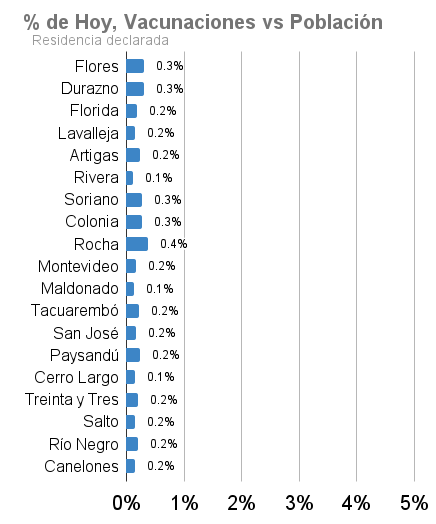 % de Hoy, Vacunaciones vs Población
Residencia declarada
Flores 0.3%
Durazno 0.3%
Florida 0.2%
Lavalleja 0.2%
Artigas 0.2%
Rivera 0.1%
Soriano 0.3%
Colonia 0.3%
Rocha 0.4%
Montevideo 0.2%
Maldonado 0.1%
Tacuarembó 0.2%
San José 0.2%
Paysandú 0.2%
Cerro Largo 0.1%
Treinta y Tres 0.2%
Salto 0.2%
Río Negro 0.2%
Canelones 0.2%
0% 1% 2% 3% 4% 5%